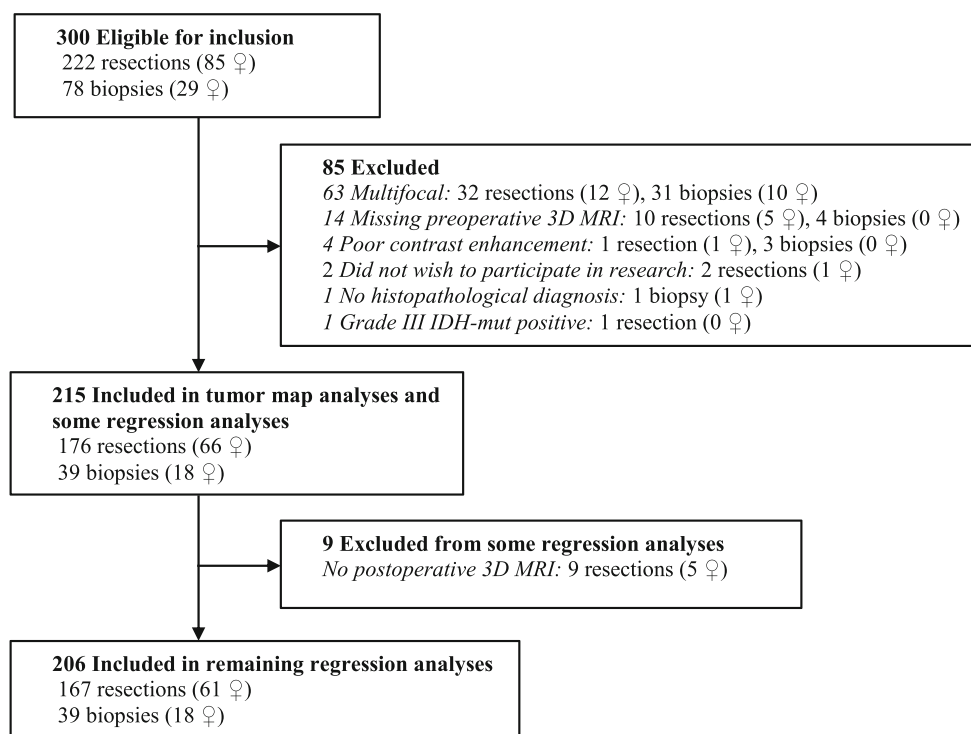 300 Eligible for inclusion
222 resections (85 ♀)
78 biopsies (29 ♀)
85 Excluded
63 Multifocal: 32 resections (12 ♀), 31 biopsies (10 ♀)
14 Missing preoperative 3D MRI: 10 resections (5 ♀), 4 biopsies (0 ♀)
4 Poor contrast enhancement: 1 resection (1 ♀), 3 biopsies (0 ♀)
2 Did not wish to participate in research: 2 resections (1 ♀)
1 No histopathological diagnosis: 1 biopsy (1 ♀)
1 Grade III IDH-mut positive: 1 resection (0 ♀)
215 Included in tumor map analyses and
some regression analyses
176 resections (66 ♀)
39 biopsies (18 ♀)
9 Excluded from some regression analyses
No postoperative 3D MRI: 9 resections (5 ♀)
206 Included in remaining regression analyses
167 resections (61 ♀)
39 biopsies (18 ♀)